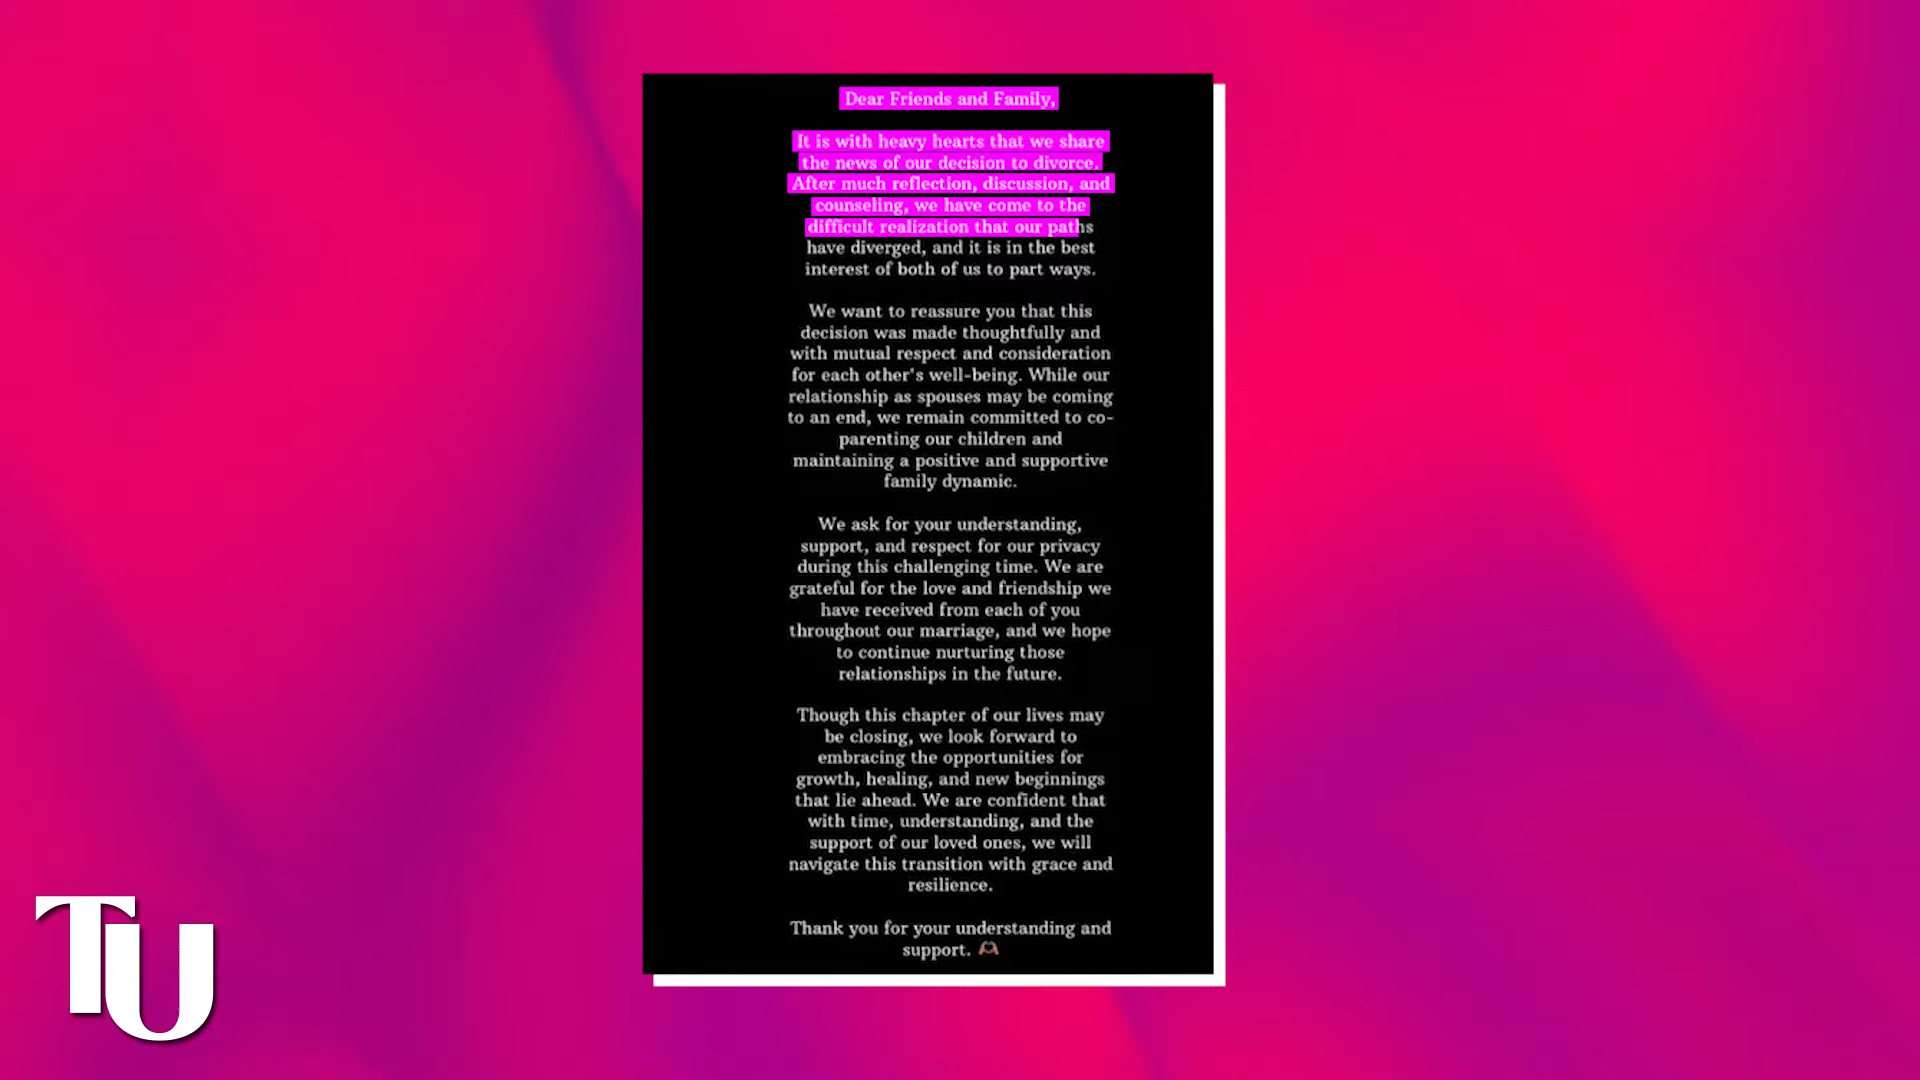 Dear Friends and Family,
It is with heavy hearts that we share
the news of our decision to divorce.
After much reflection, discussion, and
counseling, we have come to the
difficult realization that our paths
have diverged, and it is in the best
interest of both of us to part ways.
We want to reassure you that this
decision was made thoughtfully and
with mutual respect and consideration
for each other's well-being. While our
relationship as spouses may be coming
to an end, we remain committed to co-
parenting our children and
maintaining a positive and supportive
family dynamic.
We ask for your understanding,
support, and respect for our privacy
during this challenging time. We are
grateful for the love and friendship we
have received from each of you
throughout our marriage, and we hope
to continue nurturing those
relationships in the future.
Though this chapter of our lives may
be closing, we look forward to
embracing the opportunities for
growth, healing, and new beginnings
that lie ahead. We are confident that
with time, understanding, and the
support of our loved ones, we will
navigate this transition with grace and
resilience.
Thank you for your understanding and
support. 🫶🏽
TU